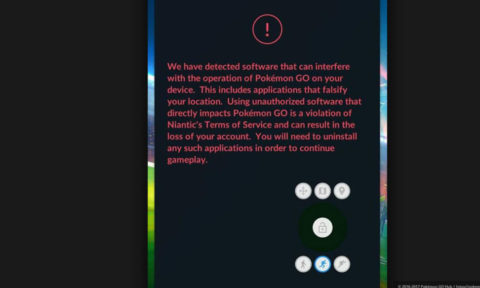 We have detected software that can interfere
with the operation of Pokémon GO on your
device. This includes applications that falsify
your location. Using unauthorized software that
directly impacts Pokémon GO is a violation of
Niantic's Terms of Service and can result in the
loss of your account. You will need to uninstall
any such applications in order to continue
gameplay.
© 2016-2017 Pokémon GO Hub |